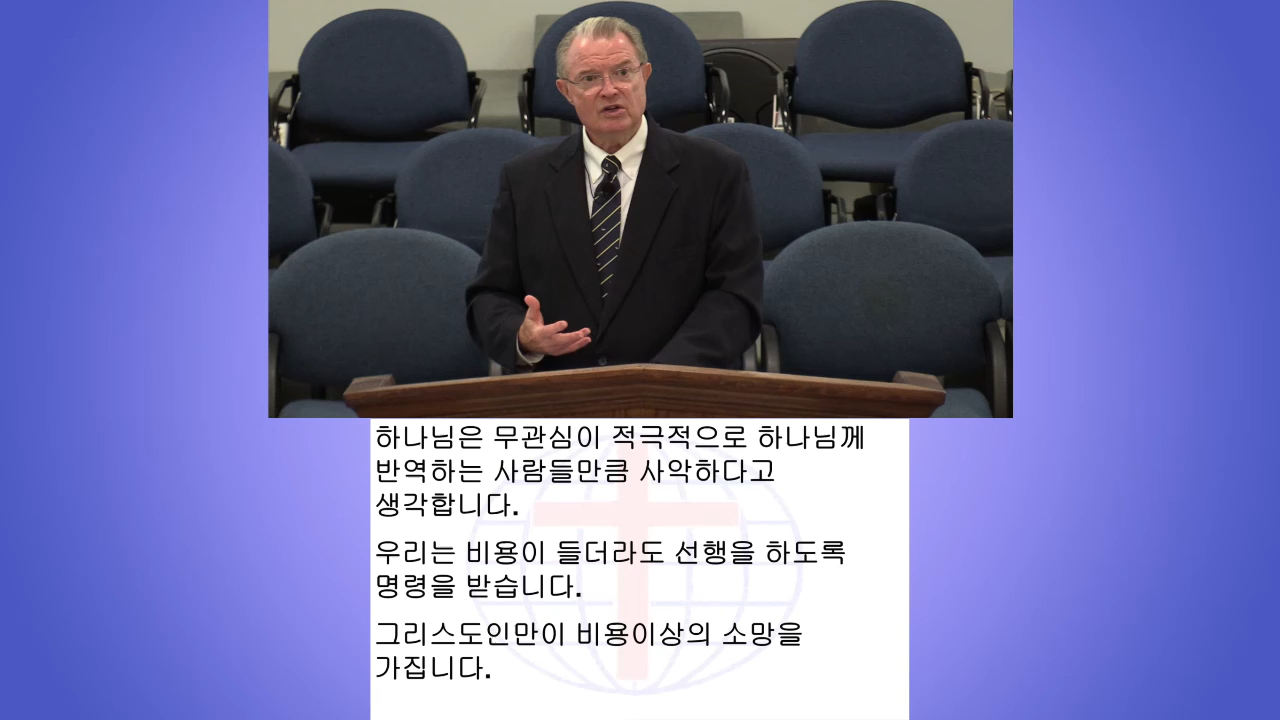 하나님은 무관심이 적극적으로 하나님께
반역하는 사람들만큼 사악하다고
생각합니다.
우리는 비용이 들더라도 선행을 하도록
명령을 받습니다.
그리스도인만이 비용이상의 소망을
가집니다.